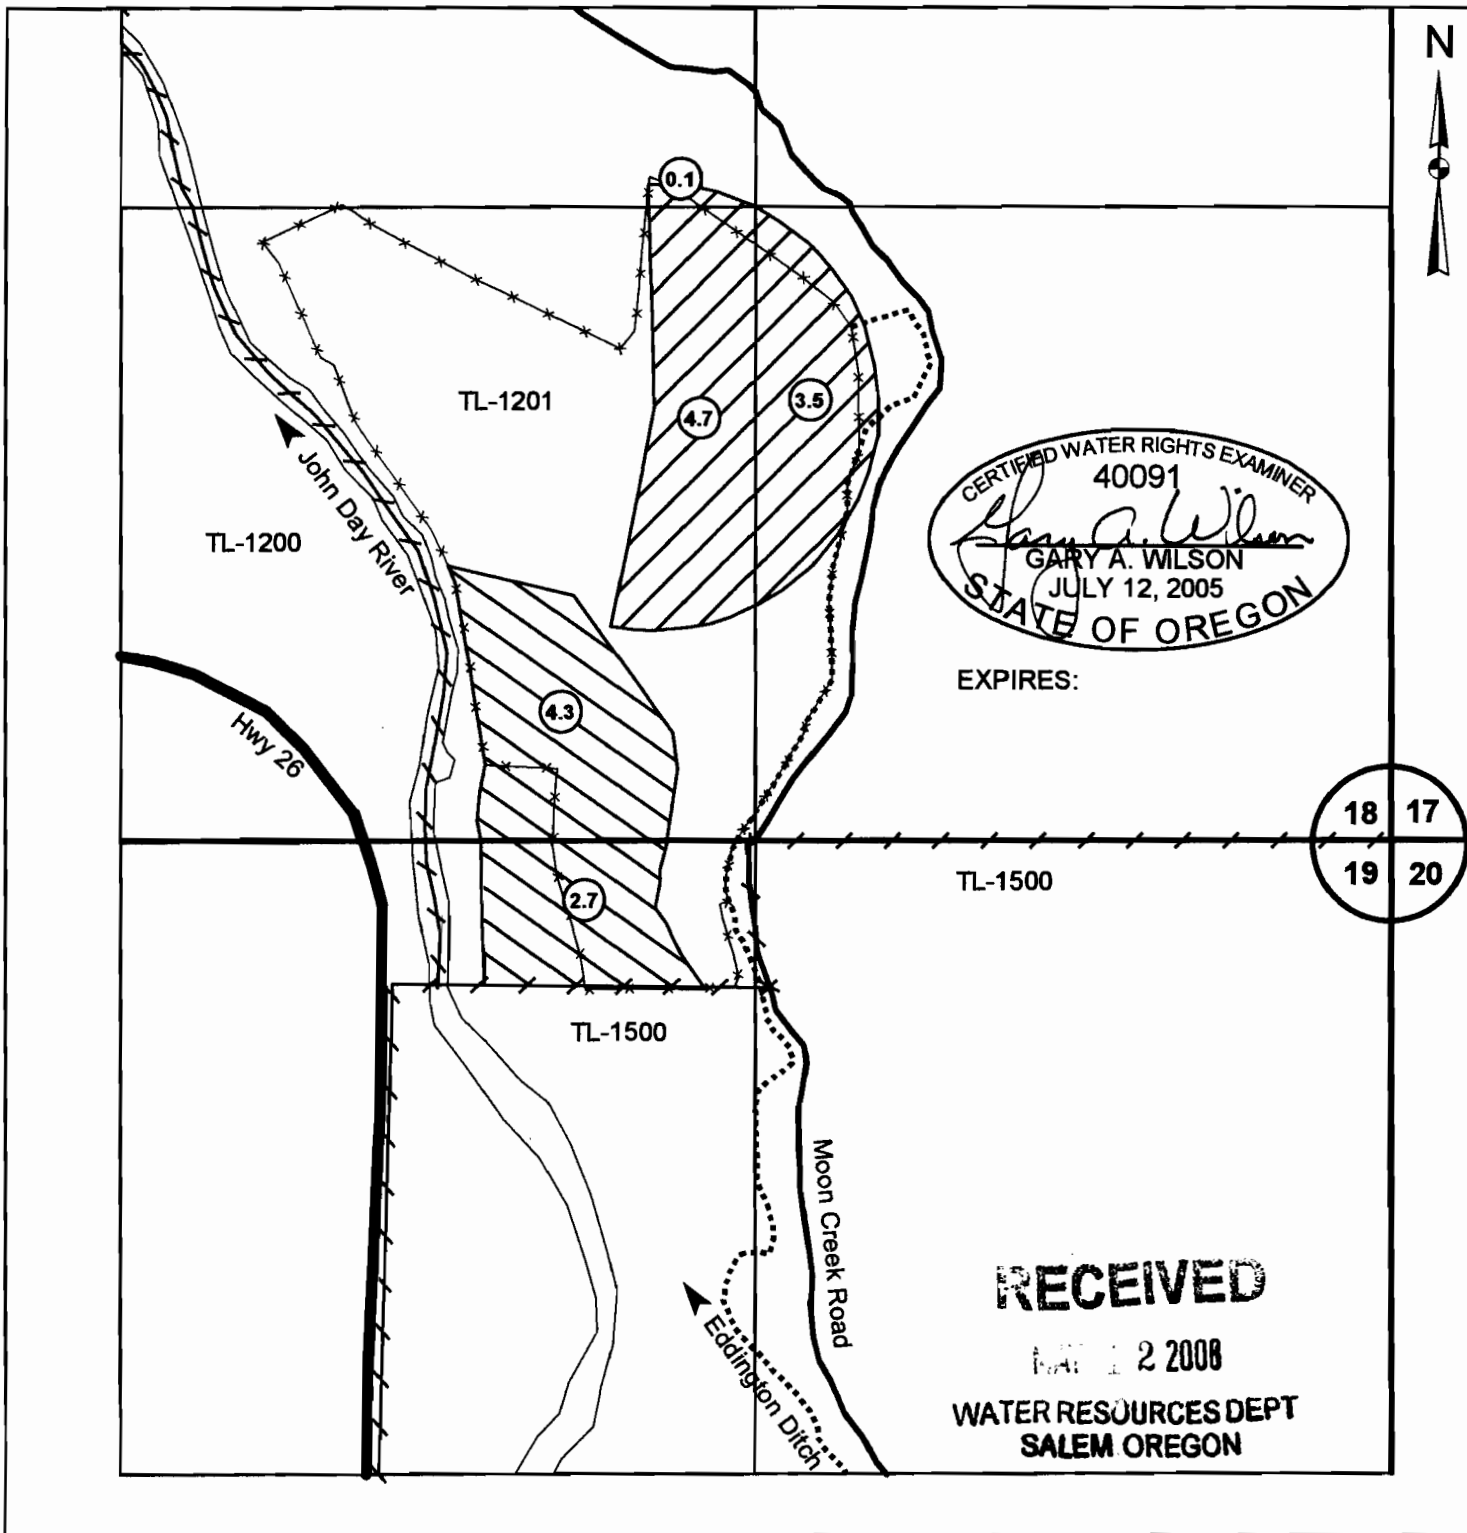 N
0.1
TL-1201
4.7
3.5
John Day River
TL-1200
CERTIFIED WATER RIGHTS EXAMINER
40091
Gary A. Wilson
GARY A. WILSON
JULY 12, 2005
STATE OF OREGON
EXPIRES:
4.3
Hwy 26
18
17
19
20
TL-1500
2.7
TL-1500
Moon Creek Road
Eddington Ditch
RECEIVED
2 2008
WATER RESOURCES DEPT
SALEM OREGON